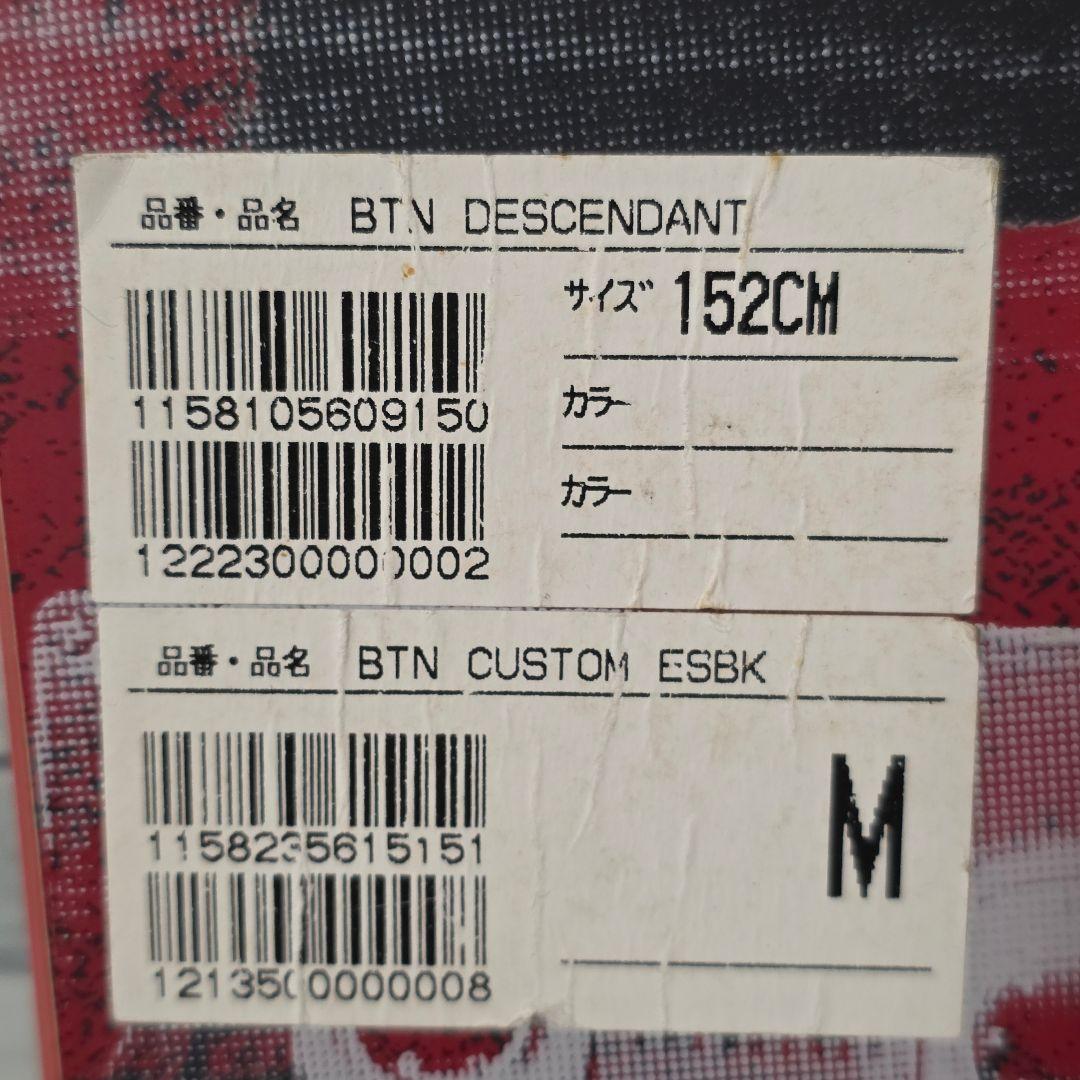 品番・品名 BTN DESCENDANT
サイズ 152CM
1158105609150
カラー
カラー
1222300000002
品番・品名 BTN CUSTOM ESBK
M
1158235615151
1213500000008